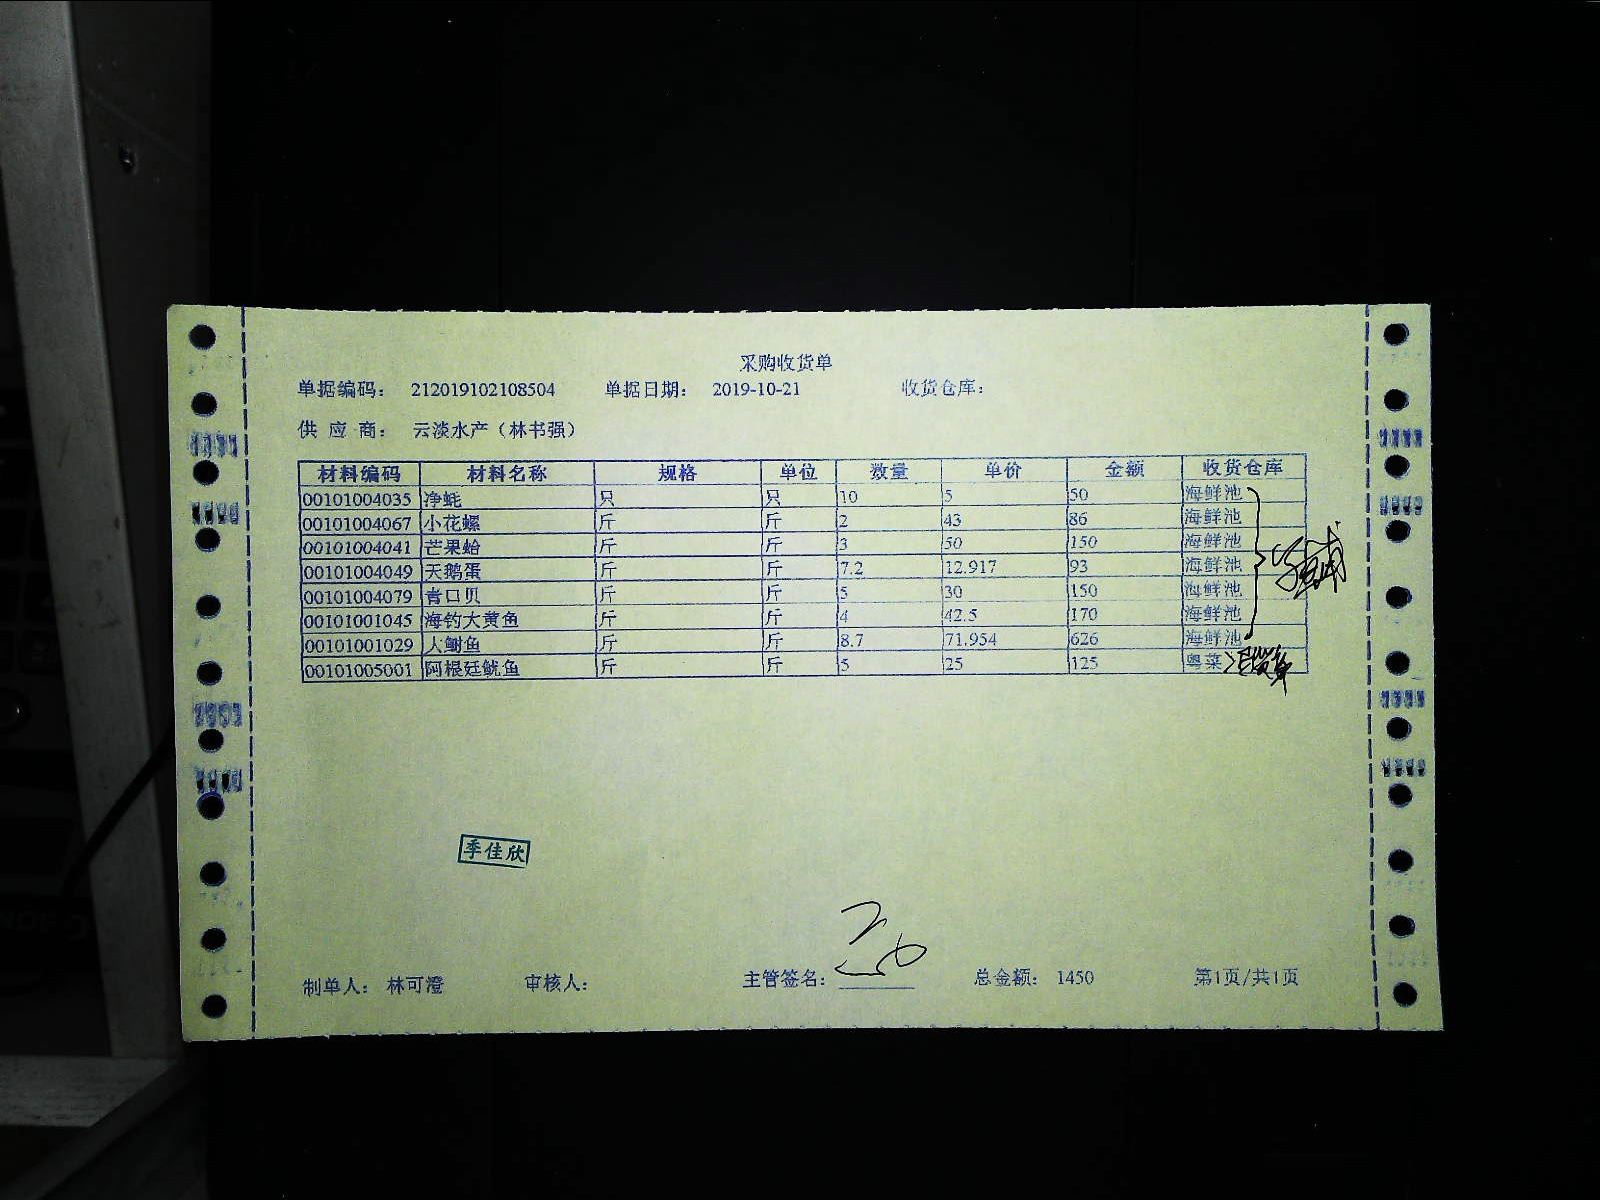 采购收货单
单据编码： 212019102108504 单据日期： 2019-10-21 收货仓库：
供 应 商： 云淡水产（林书强）
材料编码 材料名称 规格 单位 数量 单价 金额 收货仓库
00101004035 净蚝 只 只 10 5 50 海鲜池
00101004067 小花螺 斤 斤 2 43 86 海鲜池
00101004041 芒果蛤 斤 斤 3 50 150 海鲜池
00101004049 天鹅蛋 斤 斤 7.2 12.917 93 海鲜池
00101004079 青口贝 斤 斤 5 30 150 海鲜池
00101001045 海钓大黄鱼 斤 斤 4 42.5 170 海鲜池
00101001029 大鲥鱼 斤 斤 8.7 71.954 626 海鲜池
00101005001 阿根廷鱿鱼 斤 斤 5 25 125 粤菜
季佳欣
制单人： 林可澄 审核人： 主管签名： 总金额： 1450 第1页/共1页